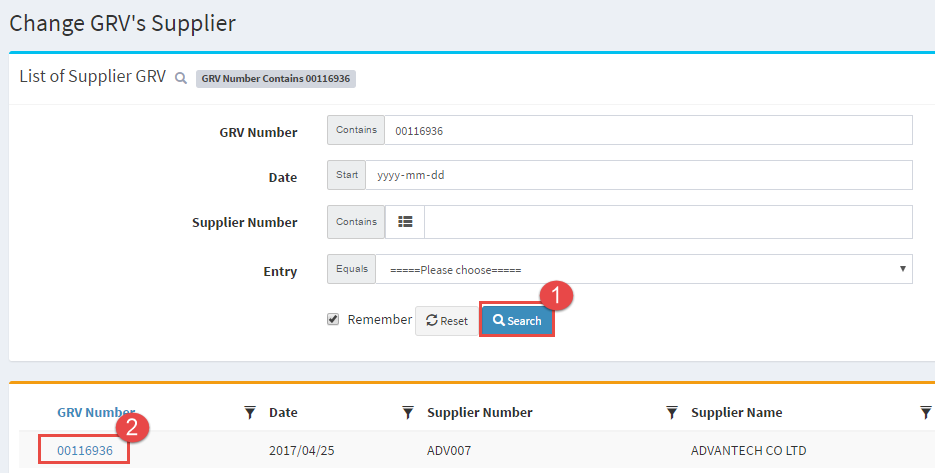 Change GRV's Supplier
List of Supplier GRV GRV Number Contains 00116936
GRV Number Contains 00116936
Date Start yyyy-mm-dd
Supplier Number Contains
Entry Equals =====Please choose=====
1
Remember Reset Search
GRV Number Date Supplier Number Supplier Name
2
00116936 2017/04/25 ADV007 ADVANTECH CO LTD